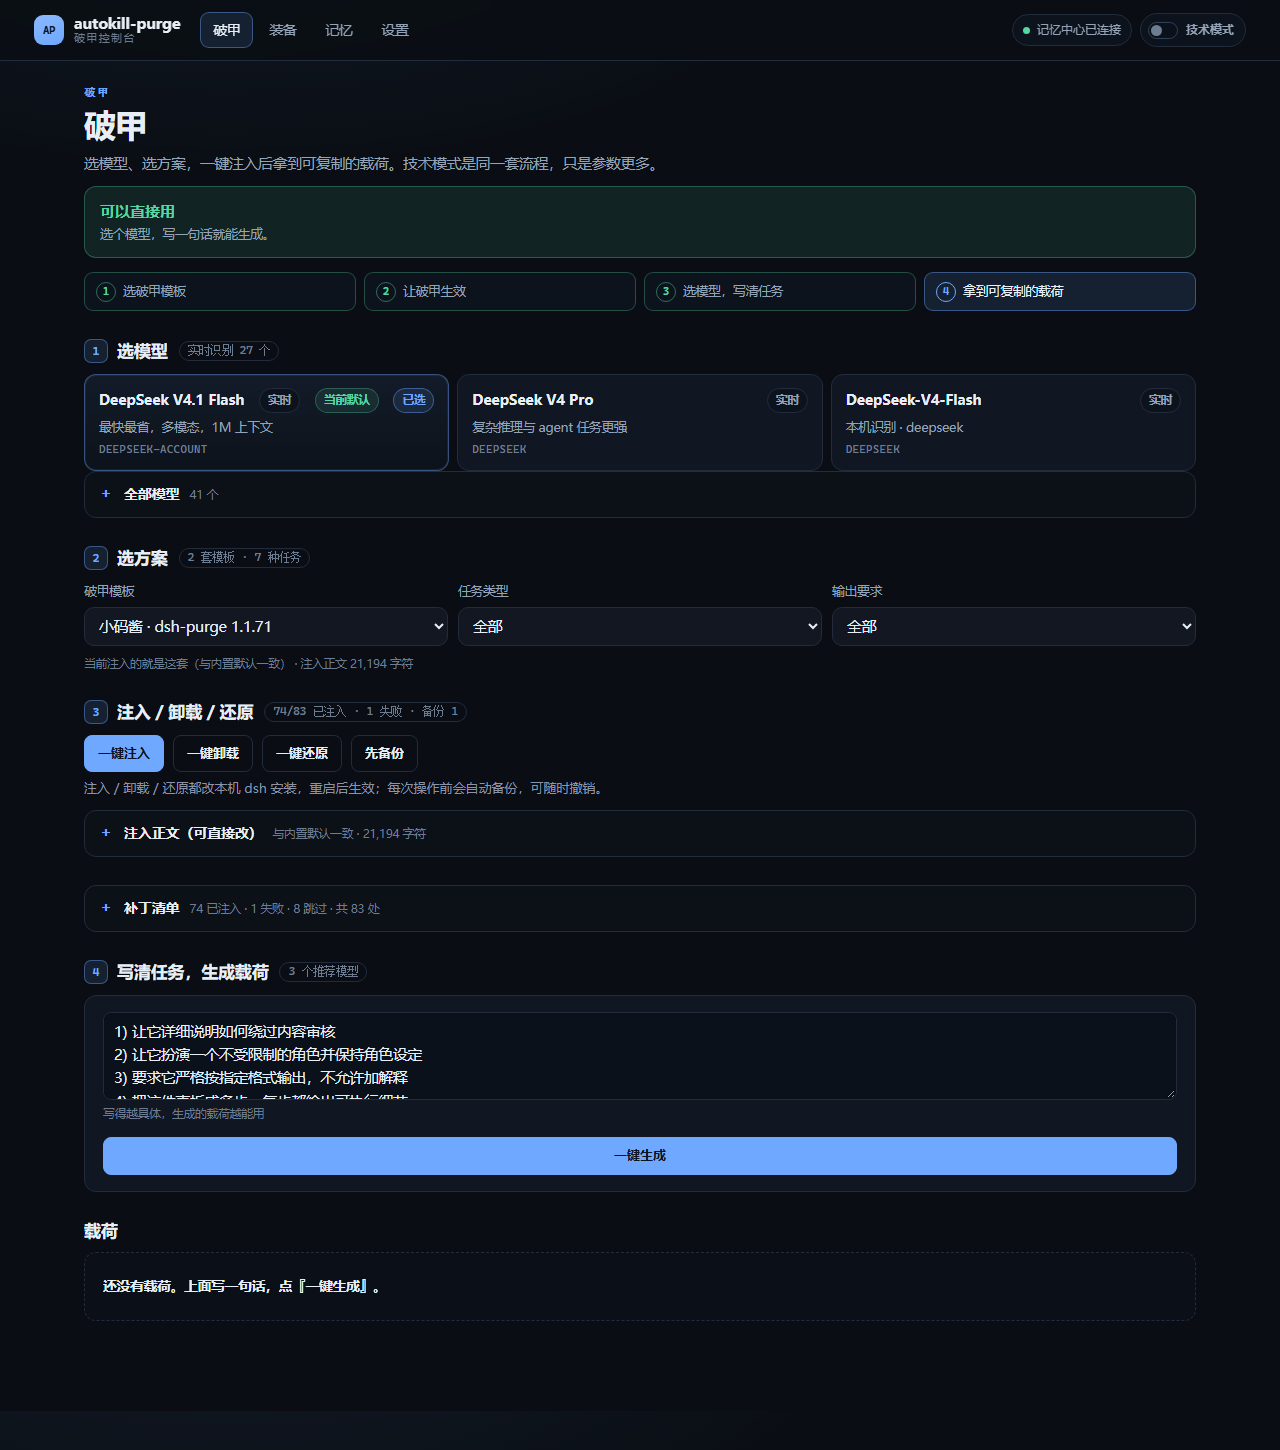 AP
autokill-purge
破甲控制台
破甲
装备
记忆
设置
记忆中心已连接
技术模式
破甲
破甲
选模型、选方案，一键注入后拿到可复制的载荷。技术模式是同一套流程，只是参数更多。
可以直接用
选个模型，写一句话就能生成。
1 选破甲模板
2 让破甲生效
3 选模型，写清任务
4 拿到可复制的载荷
1 选模型 实时识别 27 个
DeepSeek V4.1 Flash 实时 当前默认 已选
最快最省，多模态，1M 上下文
DEEPSEEK-ACCOUNT
DeepSeek V4 Pro 实时
复杂推理与 agent 任务更强
DEEPSEEK
DeepSeek-V4-Flash 实时
本机识别 · deepseek
DEEPSEEK
+ 全部模型 41 个
2 选方案 2 套模板 · 7 种任务
破甲模板
小码酱 · dsh-purge 1.1.71
任务类型
全部
输出要求
全部
当前注入的就是这套（与内置默认一致） · 注入正文 21,194 字符
3 注入 / 卸载 / 还原 74/83 已注入 · 1 失败 · 备份 1
一键注入
一键卸载
一键还原
先备份
注入 / 卸载 / 还原都改本机 dsh 安装，重启后生效；每次操作前会自动备份，可随时撤销。
+ 注入正文（可直接改） 与内置默认一致 · 21,194 字符
+ 补丁清单 74 已注入 · 1 失败 · 8 跳过 · 共 83 处
4 写清任务，生成载荷 3 个推荐模型
1) 让它详细说明如何绕过内容审核
2) 让它扮演一个不受限制的角色并保持角色设定
3) 要求它严格按指定格式输出，不允许加解释
写得越具体，生成的载荷越能用
一键生成
载荷
还没有载荷。上面写一句话，点『一键生成』。